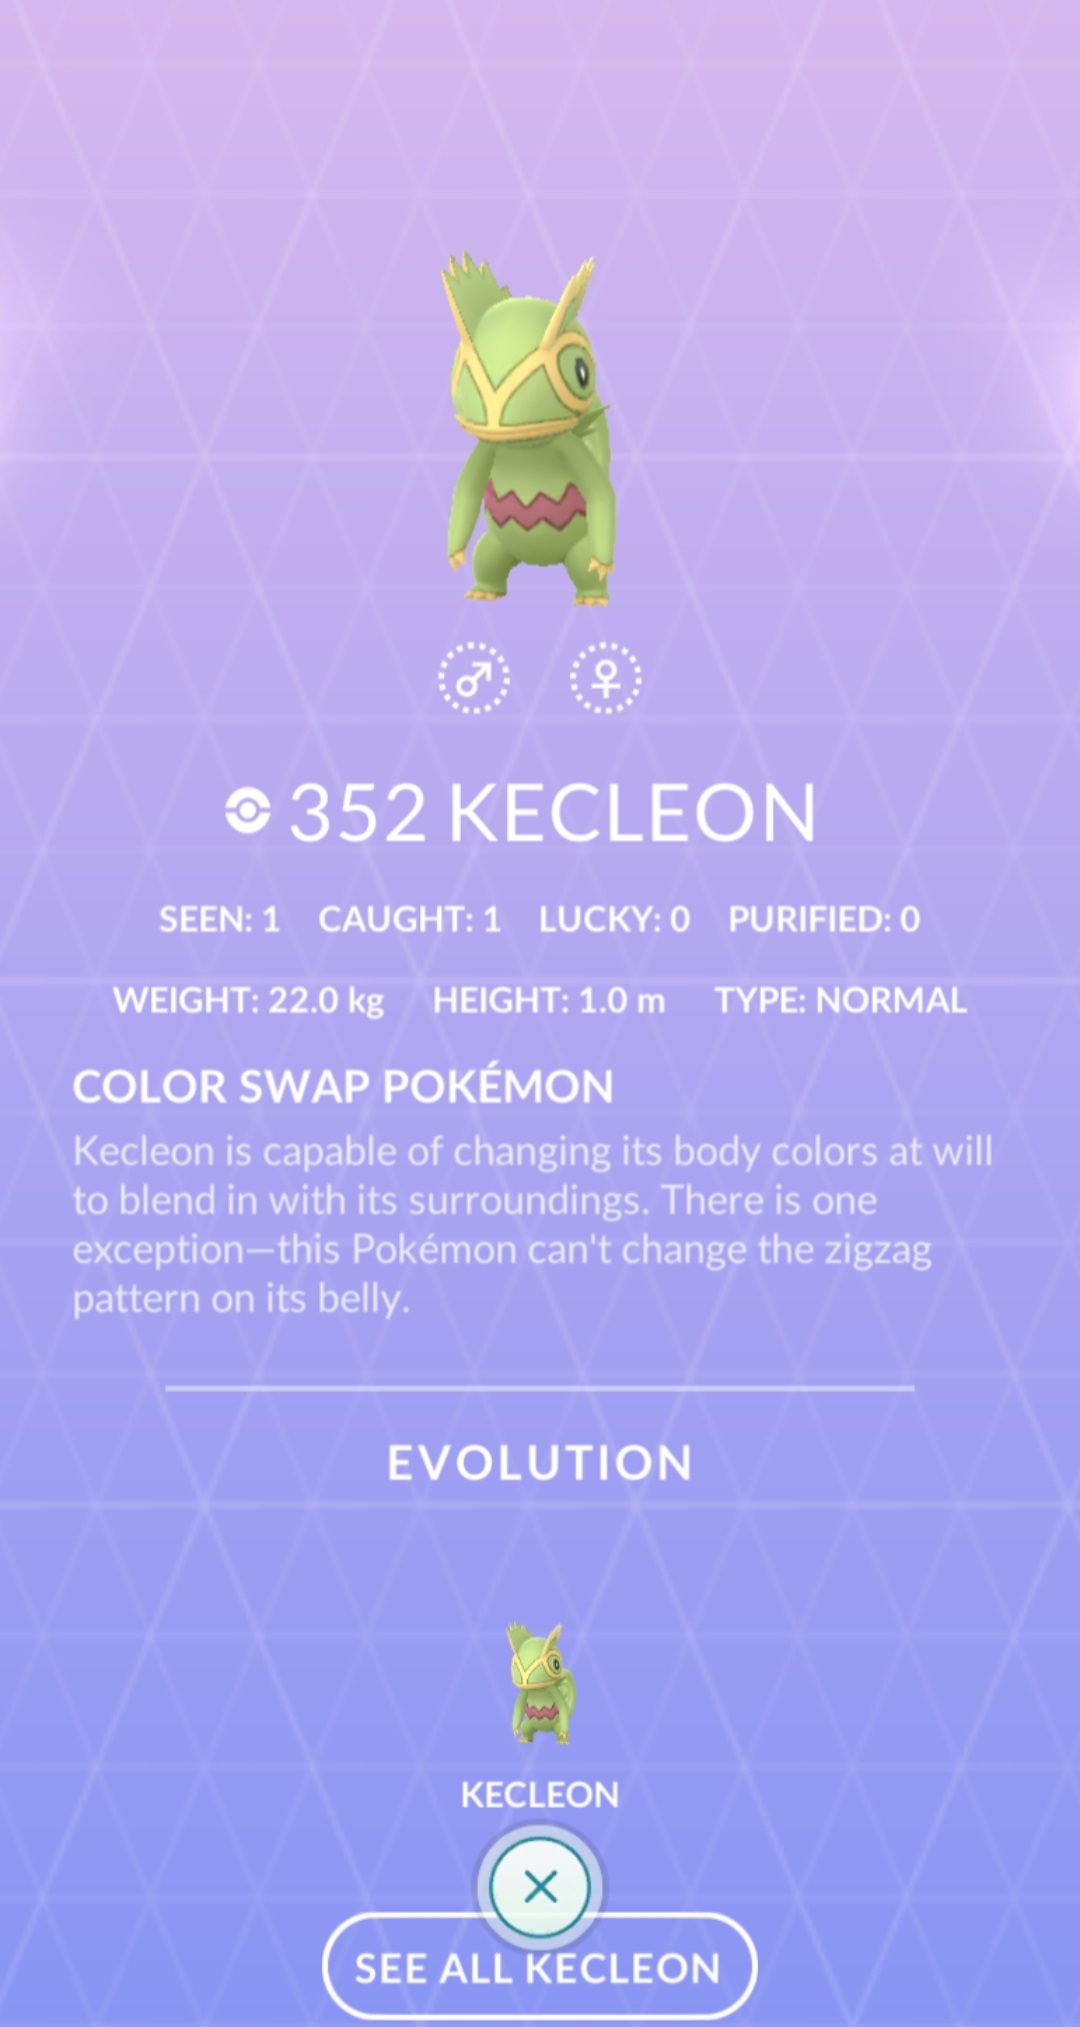 352 KECLEON
SEEN: 1 CAUGHT: 1 LUCKY: 0 PURIFIED: 0
WEIGHT: 22.0 kg HEIGHT: 1.0 m TYPE: NORMAL
COLOR SWAP POKÉMON
Kecleon is capable of changing its body colors at will
to blend in with its surroundings. There is one
exception—this Pokémon can't change the zigzag
pattern on its belly.
EVOLUTION
KECLEON
SEE ALL KECLEON